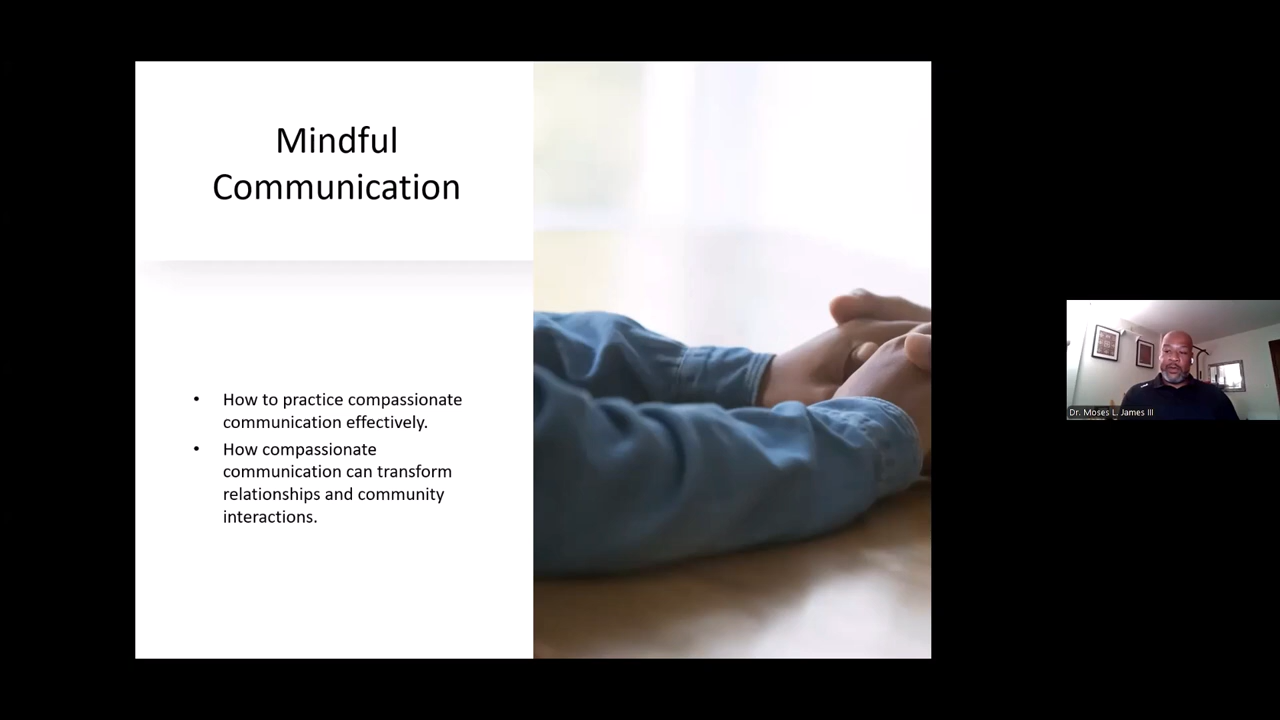 Mindful
Communication
• How to practice compassionate
communication effectively.
• How compassionate
communication can transform
relationships and community
interactions.
Dr. Moses L. James III